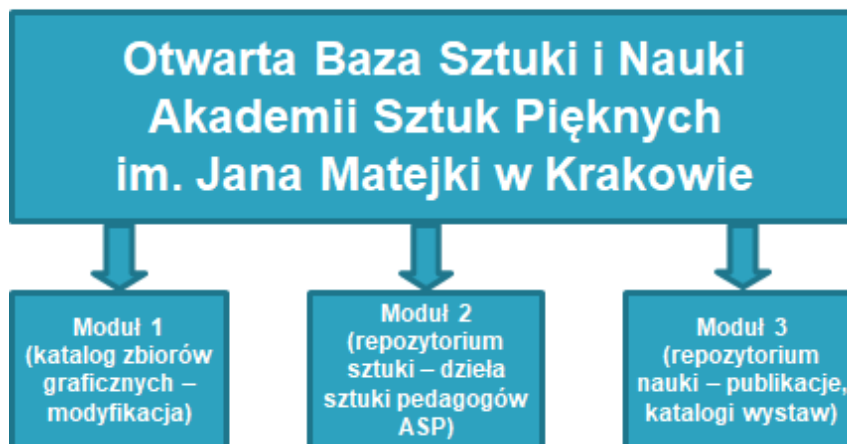 Otwarta Baza Sztuki i Nauki
Akademii Sztuk Pięknych
im. Jana Matejki w Krakowie
Moduł 1
(katalog zbiorów
graficznych –
modyfikacja)
Moduł 2
(repozytorium
sztuki – dzieła
sztuki pedagogów
ASP)
Moduł 3
(repozytorium
nauki – publikacje,
katalogi wystaw)